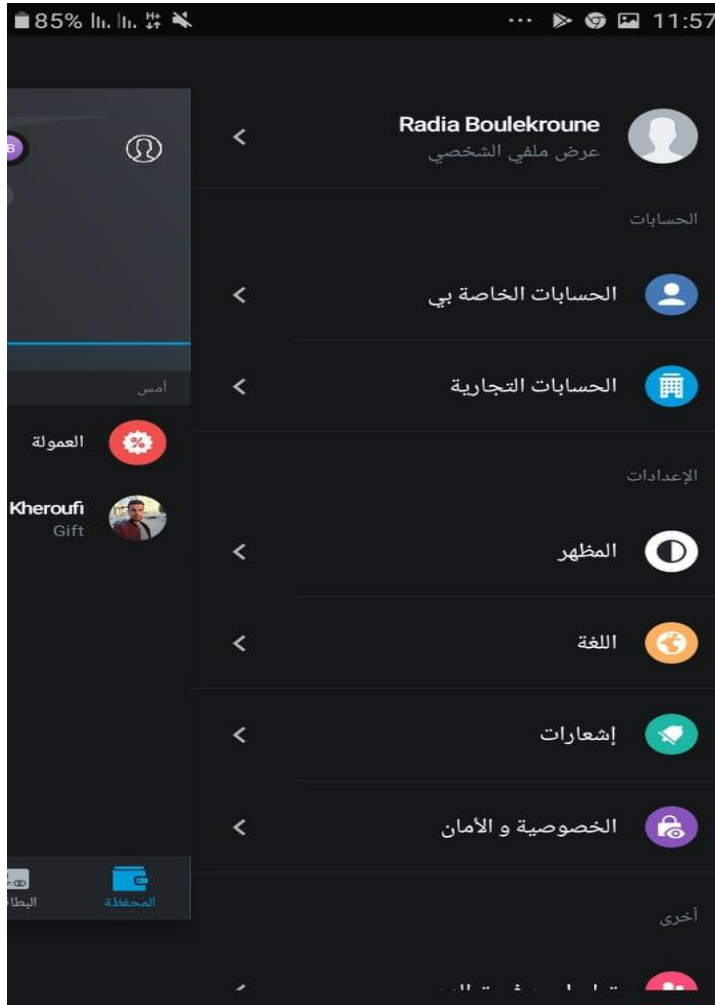 85%
11:57
Radia Boulekroune
عرض ملفي الشخصي
الحسابات
الحسابات الخاصة بي
الحسابات التجارية
الإعدادات
المظهر
اللغة
إشعارات
الخصوصية و الأمان
أخرى
أمس
العمولة
Kheroufi
Gift
المحفظة